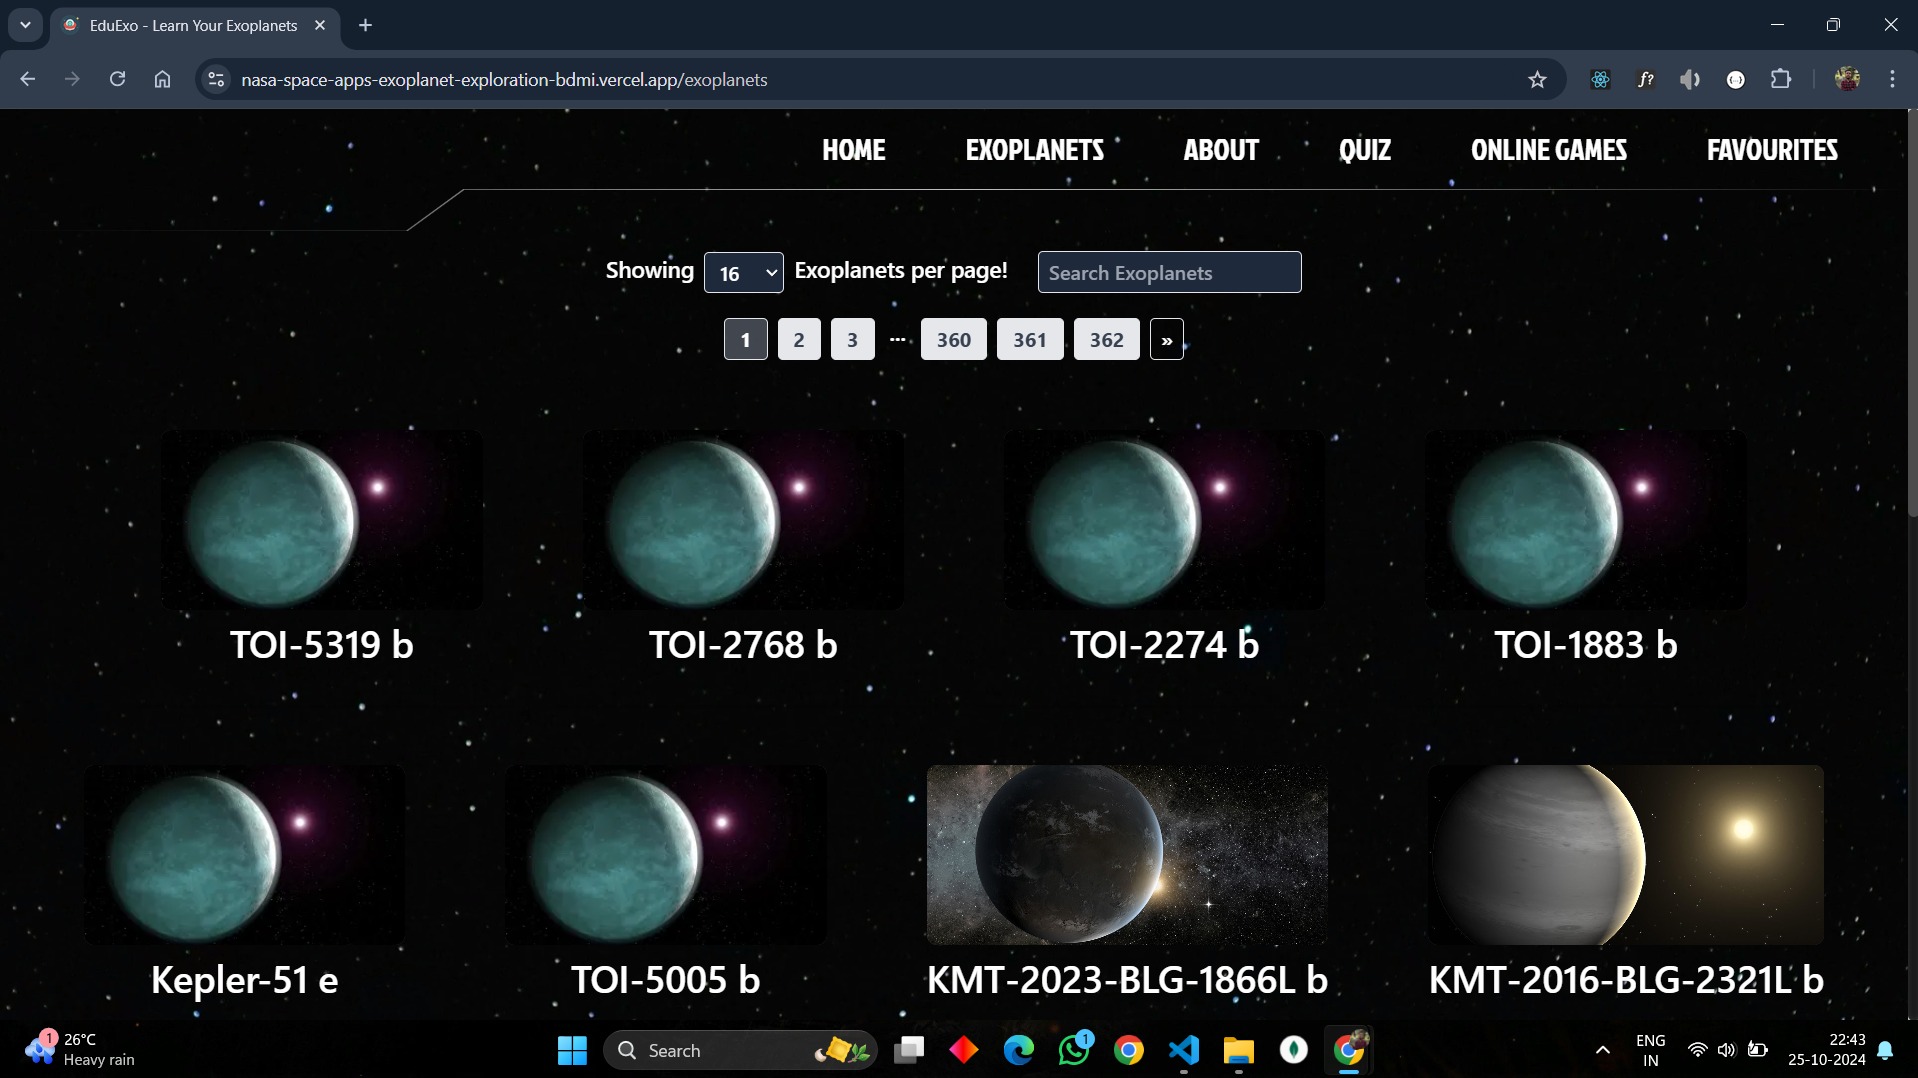 EduExo - Learn Your Exoplanets
nasa-space-apps-exoplanet-exploration-bdmi.vercel.app/exoplanets
f?
HOME EXOPLANETS ABOUT QUIZ ONLINE GAMES FAVOURITES
Showing 16 Exoplanets per page! Search Exoplanets
1 2 3 ... 360 361 362 »
TOI-5319 b TOI-2768 b TOI-2274 b TOI-1883 b
Kepler-51 e TOI-5005 b KMT-2023-BLG-1866L b KMT-2016-BLG-2321L b
1
26°C
Heavy rain
Search
1
ENG
IN
22:43
25-10-2024